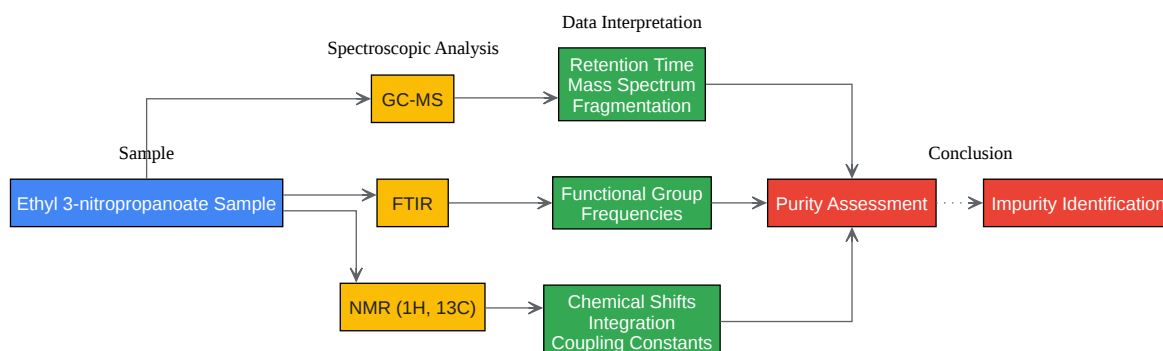 Data Interpretation
Spectroscopic Analysis
Retention Time
Mass Spectrum
Fragmentation
GC-MS
Sample
Conclusion
Ethyl 3-nitropropanoate Sample
FTIR
Functional Group
Frequencies
Purity Assessment
Impurity Identification
NMR (1H, 13C)
Chemical Shifts
Integration
Coupling Constants